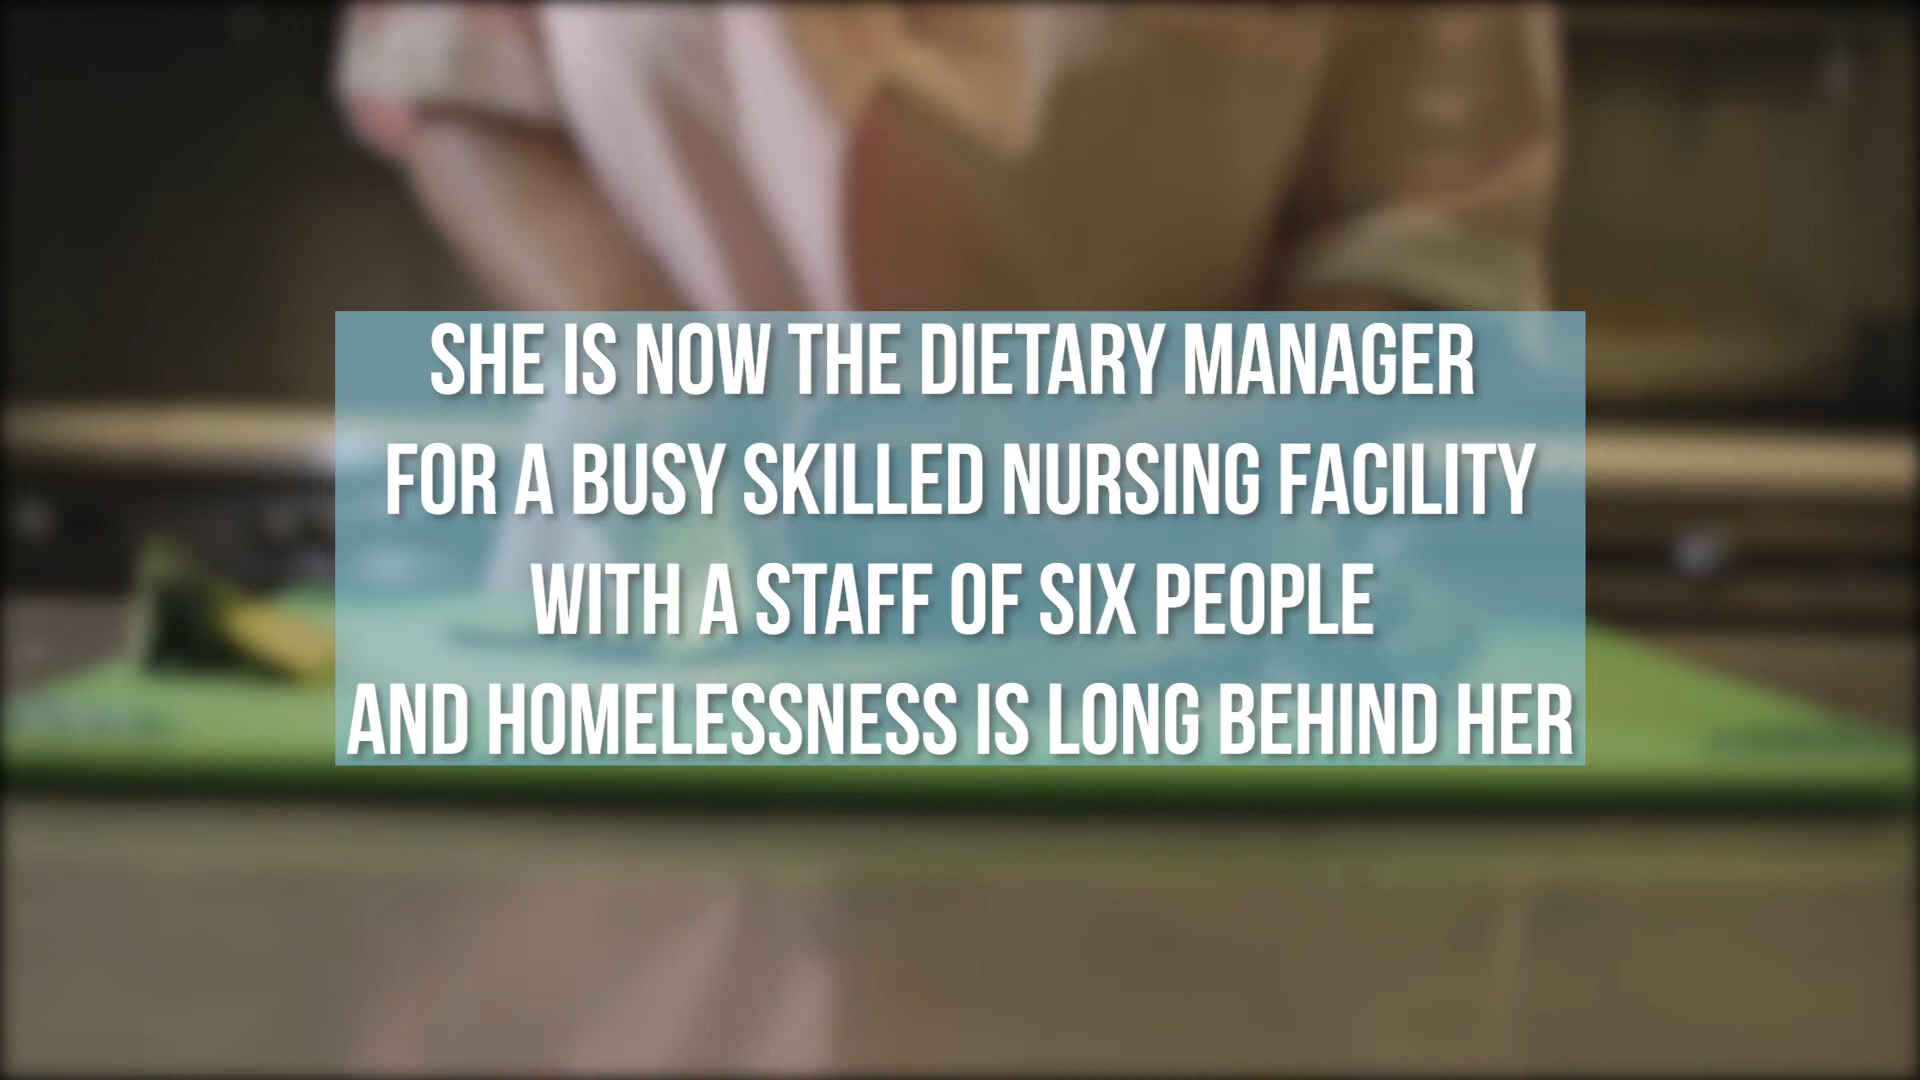 SHE IS NOW THE DIETARY MANAGER
FOR A BUSY SKILLED NURSING FACILITY
WITH A STAFF OF SIX PEOPLE
AND HOMELESSNESS IS LONG BEHIND HER